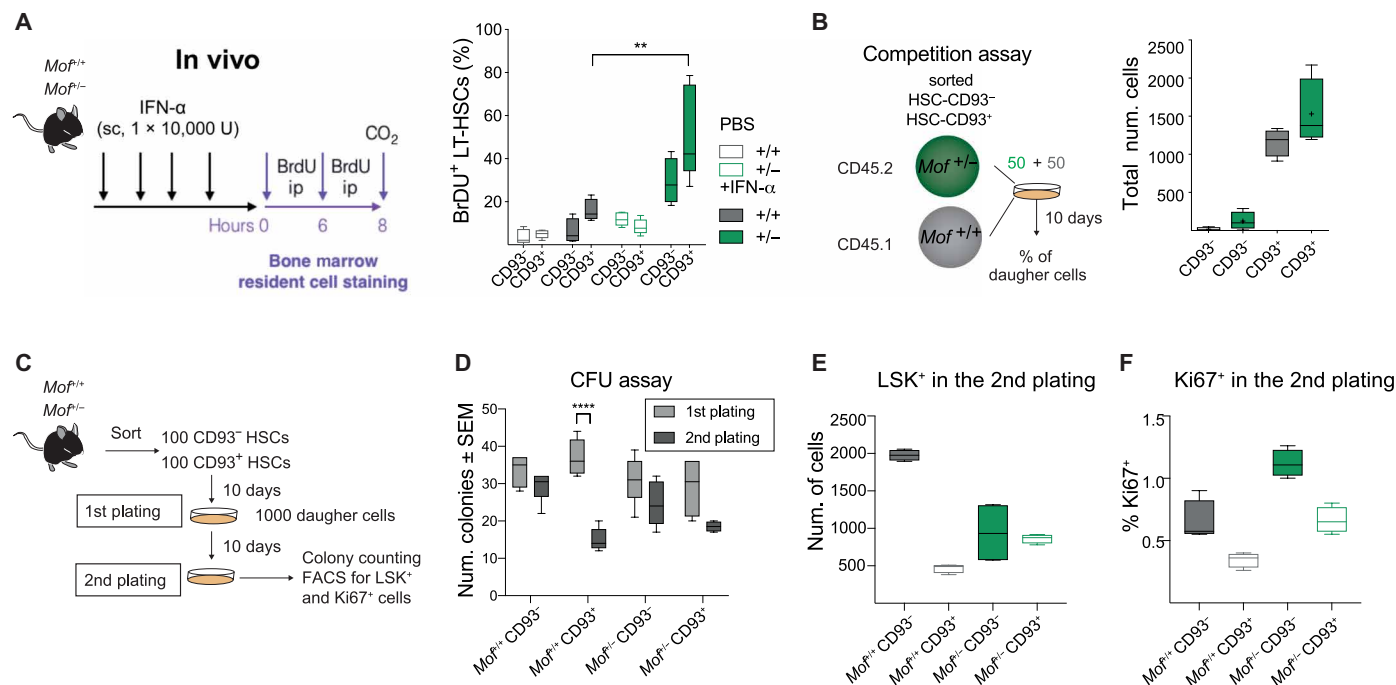 A
In vivo
Mof+/+
Mof+/–
IFN-α
(sc, 1 × 10,000 U)
CO2
BrdU
ip
BrdU
ip
Hours 0 6 8
Bone marrow
resident cell staining
BrDU+ LT-HSCs (%)
100
80
60
40
20
0
**
CD93-
CD93+
CD93-
CD93+
CD93-
CD93+
CD93-
CD93+
PBS
+/+
+/–
+IFN-α
+/+
+/–
B
Competition assay
sorted
HSC-CD93–
HSC-CD93+
CD45.2
Mof +/–
50 + 50
CD45.1
Mof +/+
10 days
% of
daugher cells
Total num. cells
2500
2000
1500
1000
500
CD93-
CD93-
CD93+
CD93+
C
Mof+/+
Mof+/–
Sort
100 CD93– HSCs
100 CD93+ HSCs
10 days
1st plating
1000 daugher cells
10 days
2nd plating
Colony counting
FACS for LSK+
and Ki67+ cells
D
CFU assay
Num. colonies ± SEM
50
40
30
20
10
0
****
1st plating
2nd plating
Mof+/+ CD93-
Mof+/+ CD93+
Mof+/- CD93-
Mof+/- CD93+
E
LSK+ in the 2nd plating
Num. of cells
2500
2000
1500
1000
500
Mof+/+ CD93-
Mof+/+ CD93+
Mof+/- CD93-
Mof+/- CD93+
F
Ki67+ in the 2nd plating
% Ki67+
1.5
1.0
0.5
Mof+/+ CD93-
Mof+/+ CD93+
Mof+/- CD93-
Mof+/- CD93+